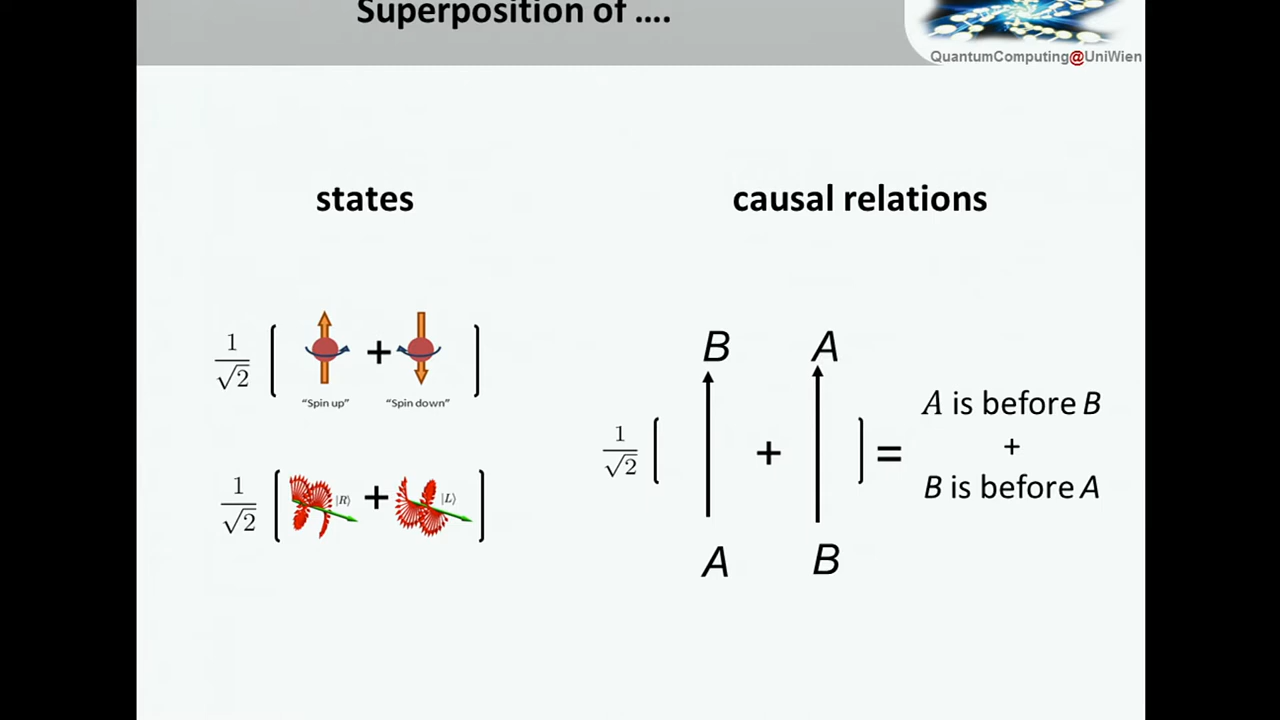 Superposition of ....
QuantumComputing@UniWien
states
causal relations
1/√2 [ + ]
"Spin up" "Spin down"
1/√2 [ |R⟩ + |L⟩ ]
B A
1/√2 [ + ] =
A is before B
+
B is before A
A B